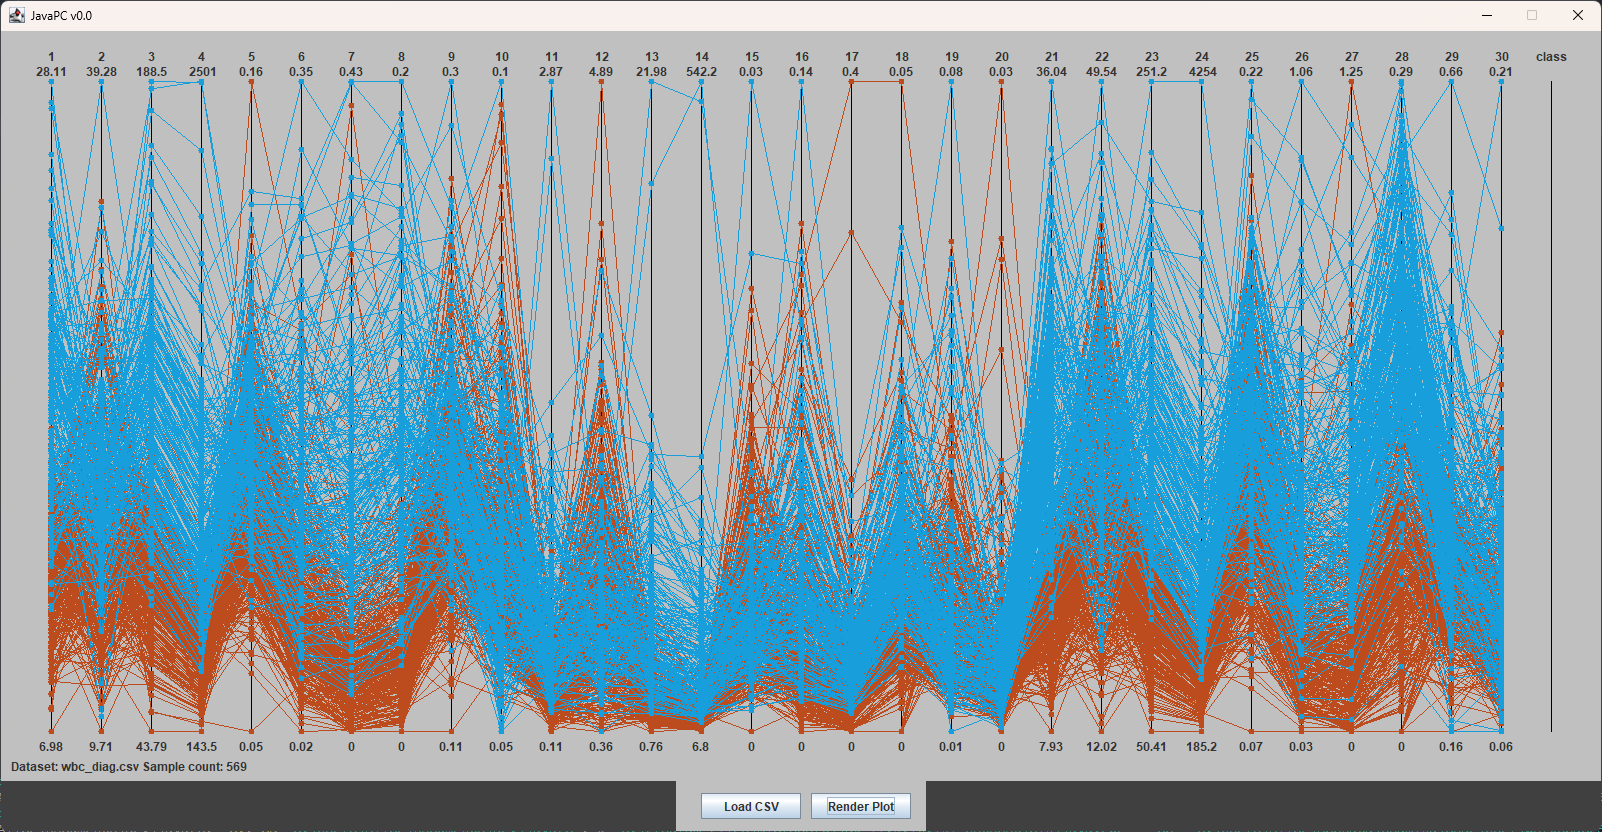 JavaPC v0.0
1 2 3 4 5 6 7 8 9 10 11 12 13 14 15 16 17 18 19 20 21 22 23 24 25 26 27 28 29 30 class
28.11 39.28 188.5 2501 0.16 0.35 0.43 0.2 0.3 0.1 2.87 4.89 21.98 542.2 0.03 0.14 0.4 0.05 0.08 0.03 36.04 49.54 251.2 4254 0.22 1.06 1.25 0.29 0.66 0.21
6.98 9.71 43.79 143.5 0.05 0.02 0 0 0.11 0.05 0.11 0.36 0.76 6.8 0 0 0 0 0.01 0 7.93 12.02 50.41 185.2 0.07 0.03 0 0 0.16 0.06
Dataset: wbc_diag.csv Sample count: 569
Load CSV Render Plot